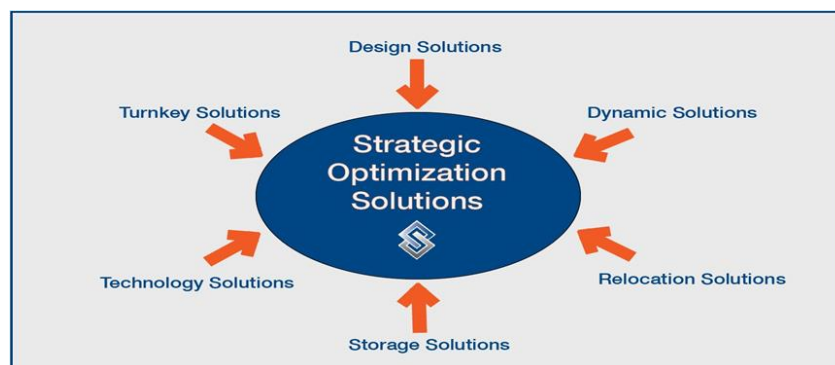 Design Solutions
Turnkey Solutions
Dynamic Solutions
Strategic
Optimization
Solutions
Technology Solutions
Relocation Solutions
Storage Solutions